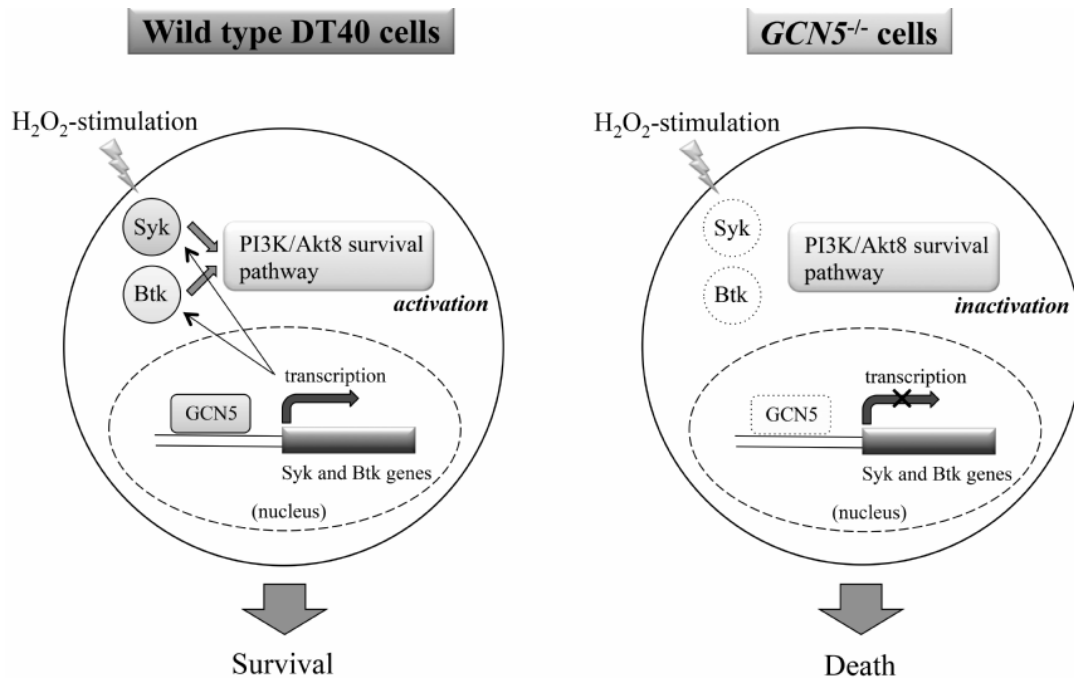 Wild type DT40 cells
H₂O₂-stimulation
Syk
Btk
PI3K/Akt8 survival
pathway
activation
transcription
GCN5
Syk and Btk genes
(nucleus)
Survival
GCN5-/- cells
H₂O₂-stimulation
Syk
Btk
PI3K/Akt8 survival
pathway
inactivation
transcription
GCN5
Syk and Btk genes
(nucleus)
Death